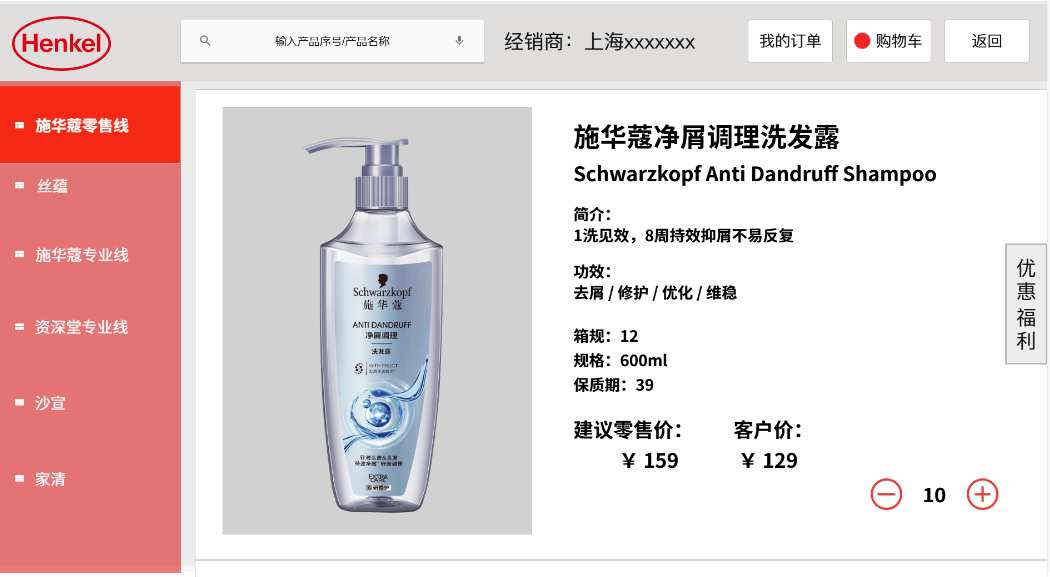 Henkel
输入产品序号/产品名称
经销商：上海xxxxxxx
我的订单
购物车
返回
施华蔻零售线
丝蕴
施华蔻专业线
资深堂专业线
沙宣
家清
Schwarzkopf
施华蔻
ANTI DANDRUFF
净屑调理
洗发露
EXTRA
CARE
施华蔻净屑调理洗发露
Schwarzkopf Anti Dandruff Shampoo
简介：
1洗见效，8周持效抑屑不易反复
功效：
去屑 / 修护 / 优化 / 维稳
箱规：12
规格：600ml
保质期：39
建议零售价： 客户价：
￥ 159 ￥ 129
10
优惠福利